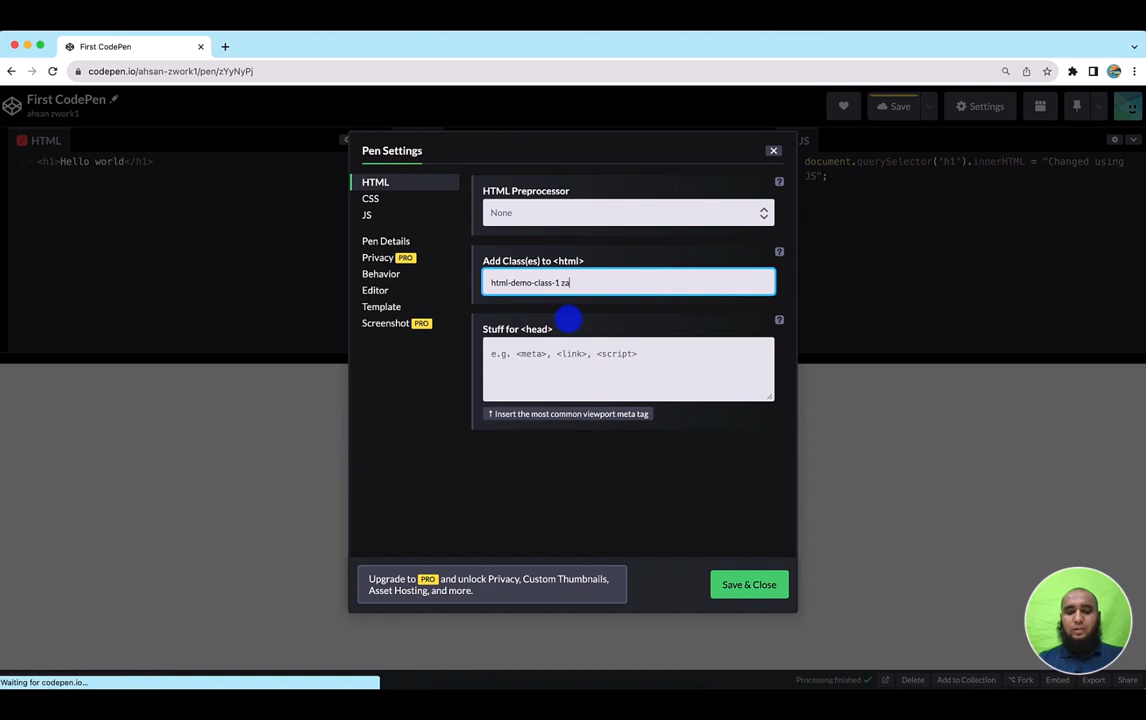 First CodePen
codepen.io/ahsan-zwork1/pen/zYyNyPj
First CodePen
ahsan zwork1
Save
Settings
HTML
JS
<h1>Hello world</h1>
document.querySelector('h1').innerHTML = "Changed using
JS";
Pen Settings
HTML
CSS
JS
Pen Details
Privacy PRO
Behavior
Editor
Template
Screenshot PRO
HTML Preprocessor
None
Add Class(es) to <html>
html-demo-class-1 za
Stuff for <head>
e.g. <meta>, <link>, <script>
↑ Insert the most common viewport meta tag
Upgrade to PRO and unlock Privacy, Custom Thumbnails,
Asset Hosting, and more.
Save & Close
Waiting for codepen.io...
Processing finished
Delete
Add to Collection
Fork
Embed
Export
Share